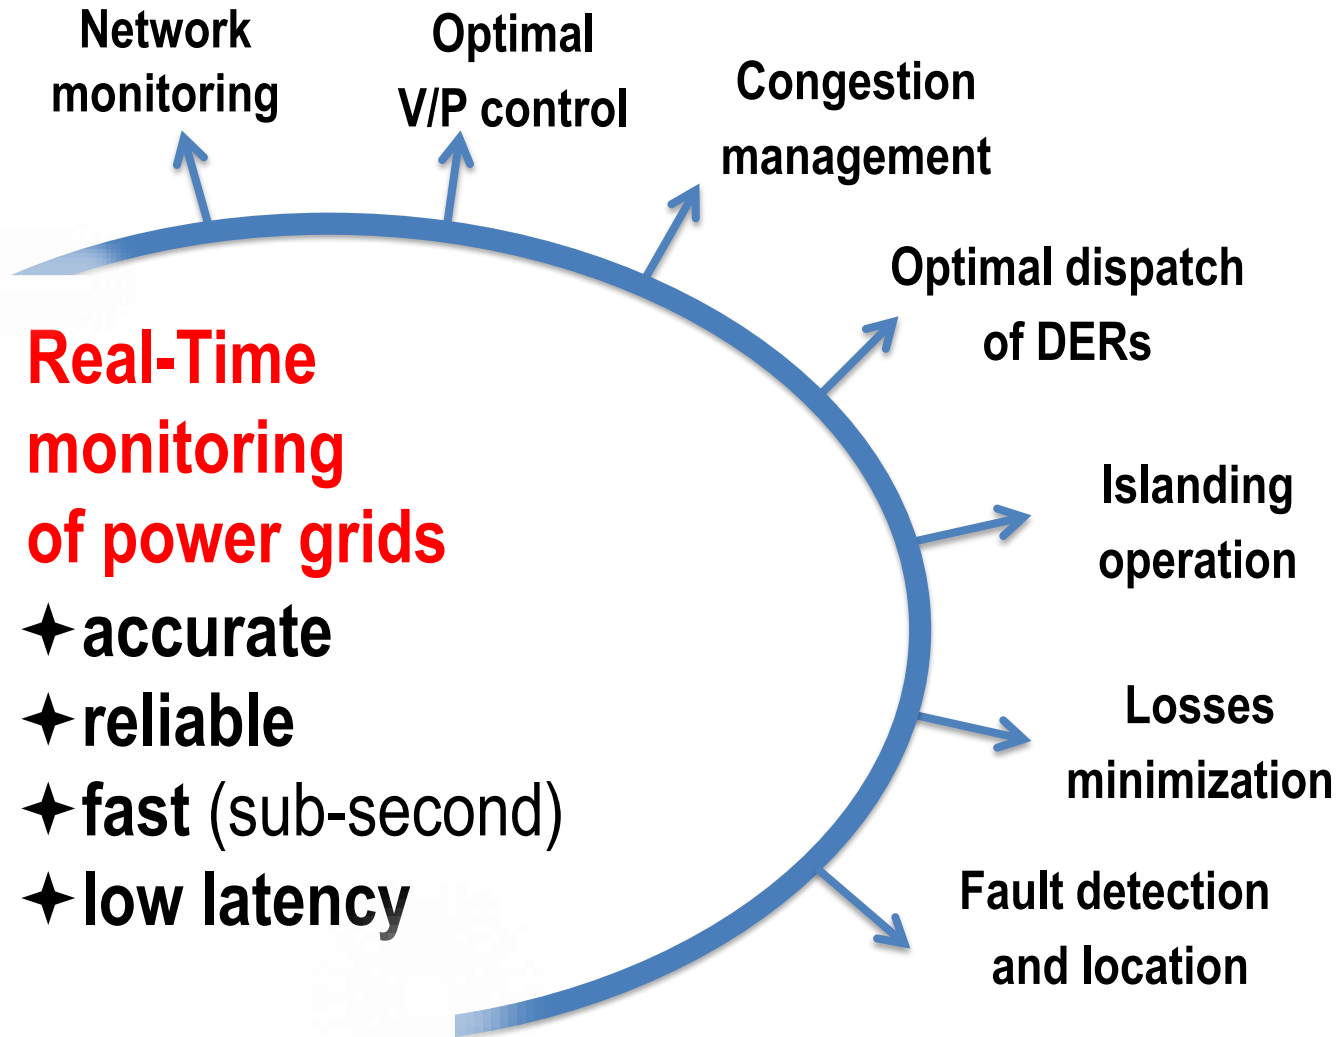 Network
monitoring
Optimal
V/P control
Congestion
management
Optimal dispatch
of DERs
Islanding
operation
Losses
minimization
Fault detection
and location
Real-Time
monitoring
of power grids
✦accurate
✦reliable
✦fast (sub-second)
✦low latency